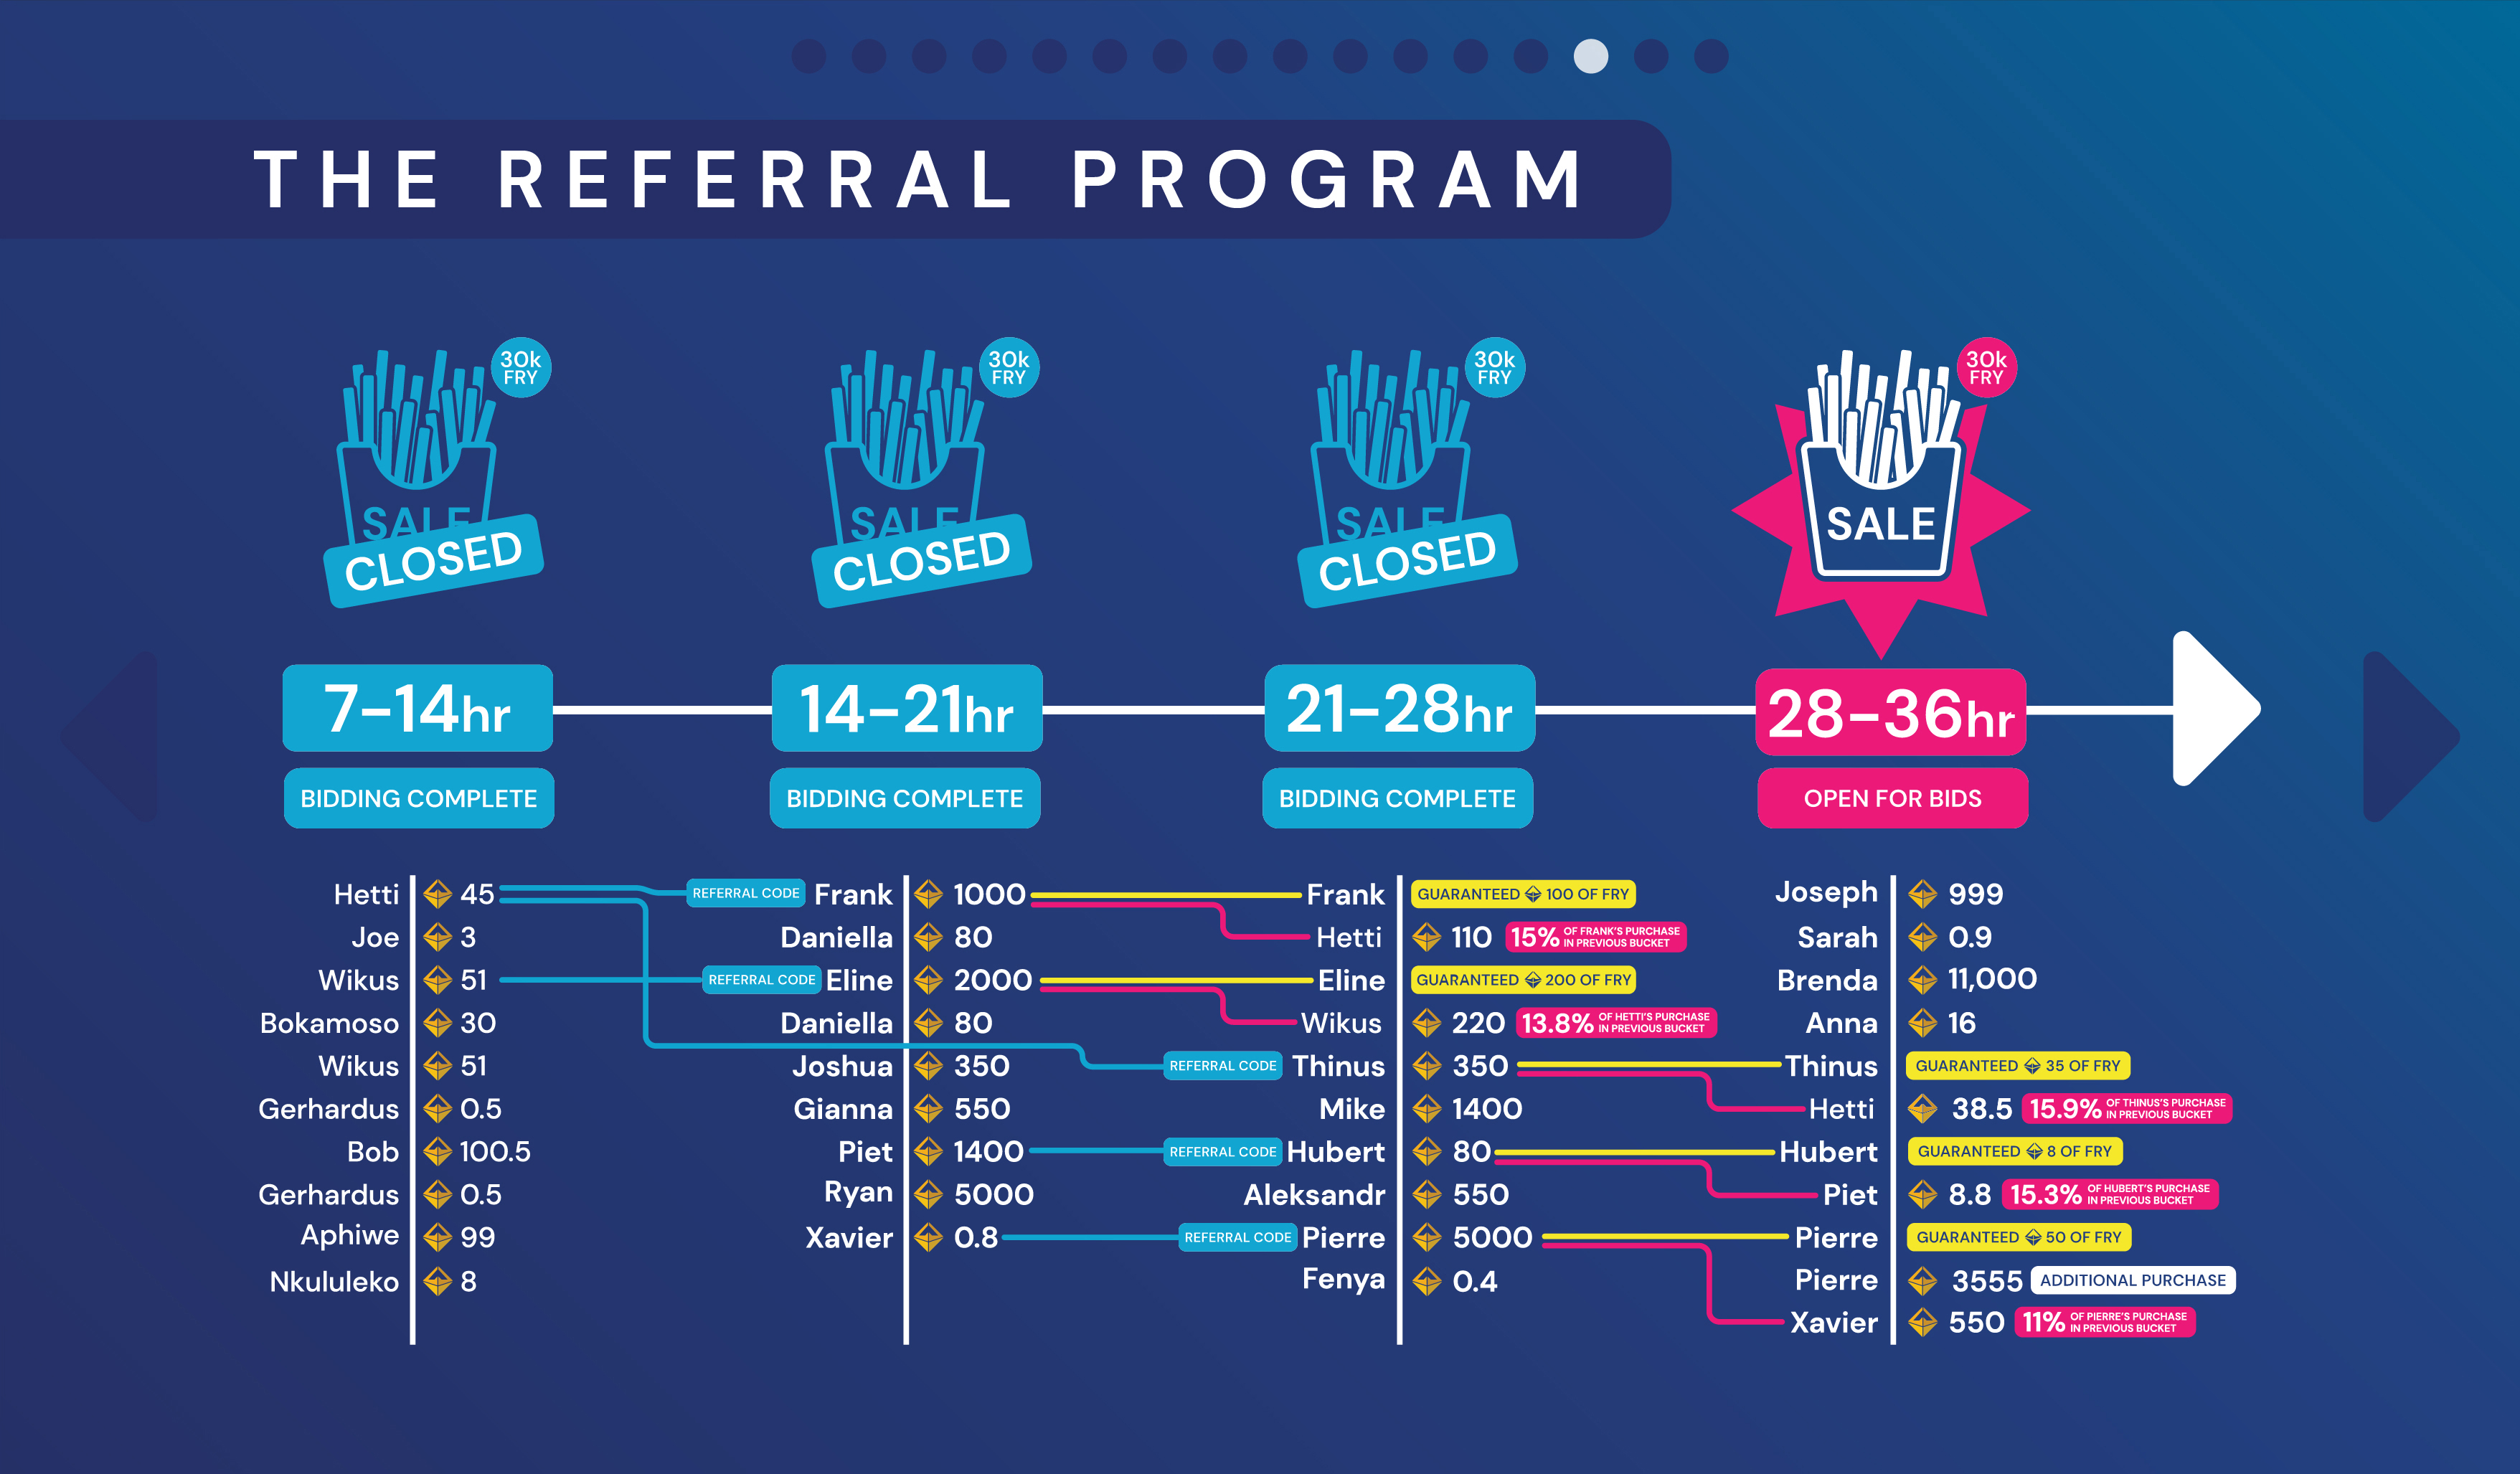 THE REFERRAL PROGRAM
30k
FRY
SALE
CLOSED
30k
FRY
SALE
CLOSED
30k
FRY
SALE
CLOSED
30k
FRY
SALE
7-14hr
14-21hr
21-28hr
28-36hr
BIDDING COMPLETE
BIDDING COMPLETE
BIDDING COMPLETE
OPEN FOR BIDS
Hetti 45
Joe 3
Wikus 51
Bokamoso 30
Wikus 51
Gerhardus 0.5
Bob 100.5
Gerhardus 0.5
Aphiwe 99
Nkululeko 8
REFERRAL CODE Frank 1000
Daniella 80
REFERRAL CODE Eline 2000
Daniella 80
Joshua 350
Gianna 550
Piet 1400
Ryan 5000
Xavier 0.8
Frank GUARANTEED 100 OF FRY
Hetti 110 15% OF FRANK'S PURCHASE
IN PREVIOUS BUCKET
Eline GUARANTEED 200 OF FRY
Wikus 220 13.8% OF HETTI'S PURCHASE
IN PREVIOUS BUCKET
REFERRAL CODE Thinus 350
Mike 1400
REFERRAL CODE Hubert 80
Aleksandr 550
REFERRAL CODE Pierre 5000
Fenya 0.4
Joseph 999
Sarah 0.9
Brenda 11,000
Anna 16
Thinus GUARANTEED 35 OF FRY
Hetti 38.5 15.9% OF THINUS'S PURCHASE
IN PREVIOUS BUCKET
Hubert GUARANTEED 8 OF FRY
Piet 8.8 15.3% OF HUBERT'S PURCHASE
IN PREVIOUS BUCKET
Pierre GUARANTEED 50 OF FRY
Pierre 3555 ADDITIONAL PURCHASE
Xavier 550 11% OF PIERRE'S PURCHASE
IN PREVIOUS BUCKET